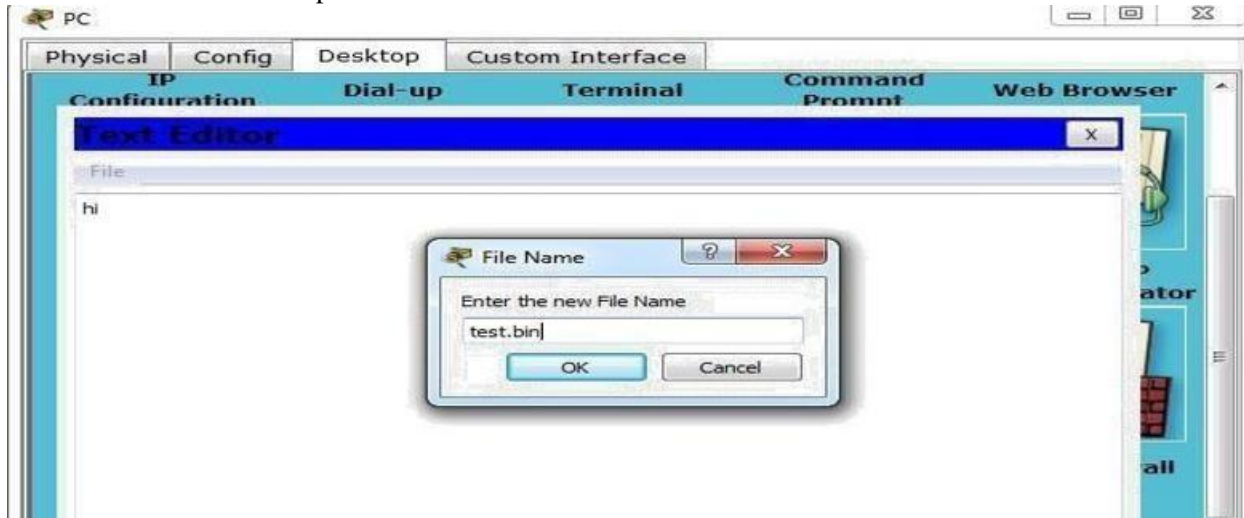 PC
Physical Config Desktop Custom Interface
IP Configuration Dial-up Terminal Command Prompt Web Browser
Text Editor X
File
hi
File Name
Enter the new File Name
ator
test.bin
OK Cancel
all